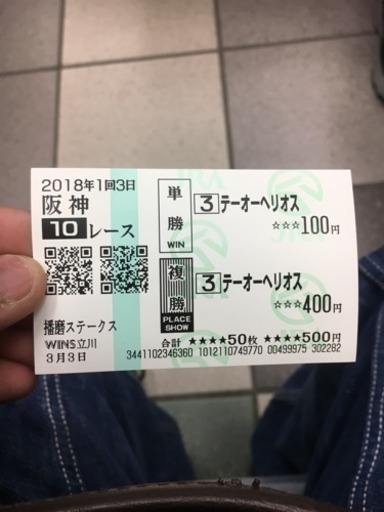 2018年1回3日
阪神
10レース
播磨ステークス
WINS立川
3月3日
単勝
WIN
3 テーオーヘリオス
☆☆☆100円
複勝
PLACE
SHOW
3 テーオーヘリオス
☆☆☆400円
合計 ★★★★50枚 ★★★★500円
3441102346360 1012110749770 00499975 302282
JRA